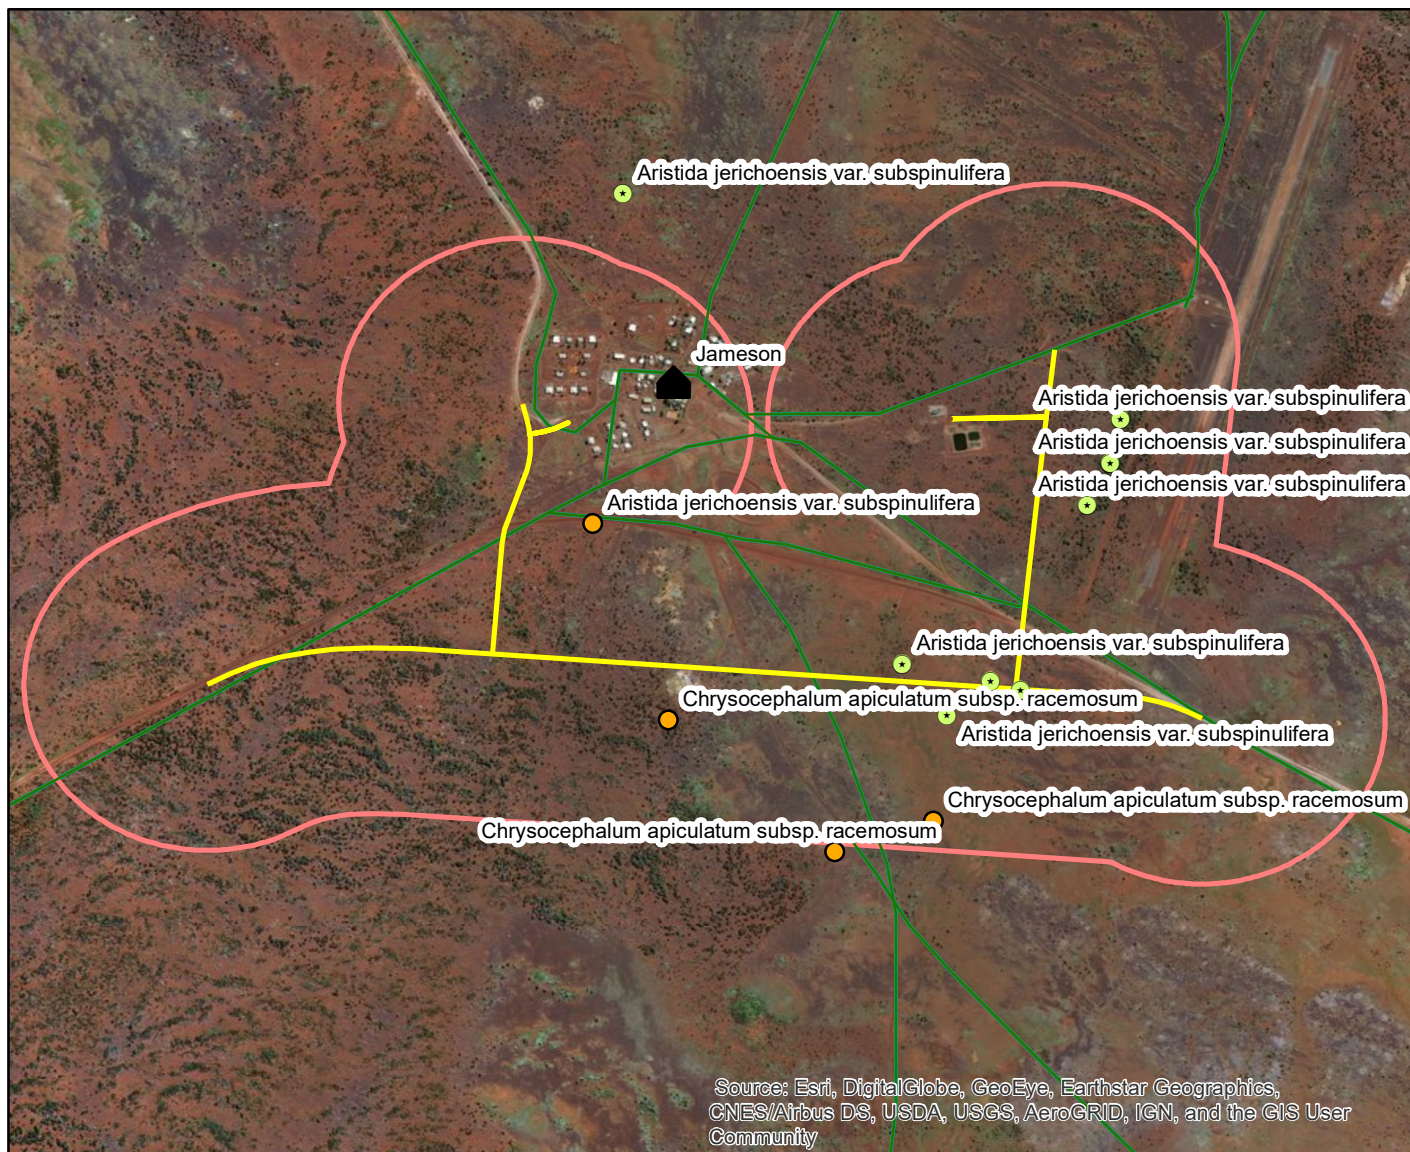 Aristida jerichoensis var. subspinulifera
Jameson
Aristida jerichoensis var. subspinulifera
Aristida jerichoensis var. subspinulifera
Aristida jerichoensis var. subspinulifera
Aristida jerichoensis var. subspinulifera
Aristida jerichoensis var. subspinulifera
Chrysocephalum apiculatum subsp. racemosum
Aristida jerichoensis var. subspinulifera
Chrysocephalum apiculatum subsp. racemosum
Chrysocephalum apiculatum subsp. racemosum
Source: Esri, DigitalGlobe, GeoEye, Earthstar Geographics,
CNES/Airbus DS, USDA, USGS, AeroGRID, IGN, and the GIS User
Community